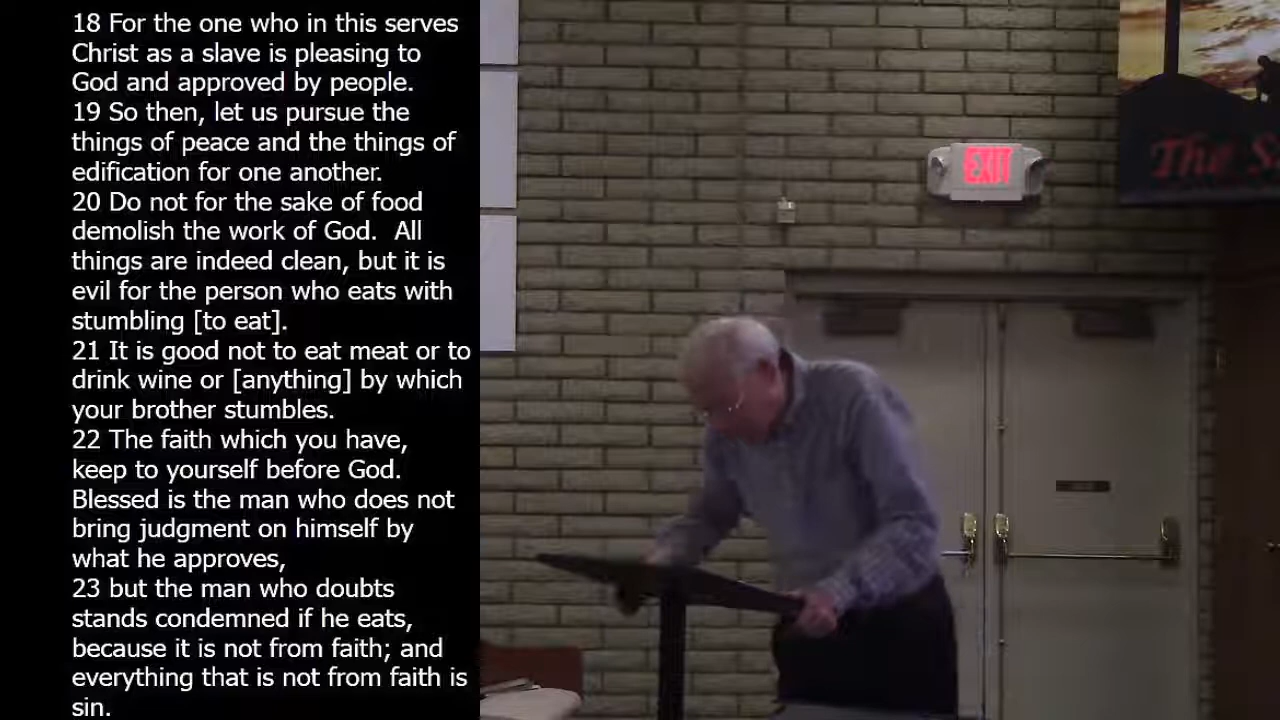 18 For the one who in this serves
Christ as a slave is pleasing to
God and approved by people.
19 So then, let us pursue the
things of peace and the things of
edification for one another.
20 Do not for the sake of food
demolish the work of God.  All
things are indeed clean, but it is
evil for the person who eats with
stumbling [to eat].
21 It is good not to eat meat or to
drink wine or [anything] by which
your brother stumbles.
22 The faith which you have,
keep to yourself before God.
Blessed is the man who does not
bring judgment on himself by
what he approves,
23 but the man who doubts
stands condemned if he eats,
because it is not from faith; and
everything that is not from faith is
sin.
EXIT
The S